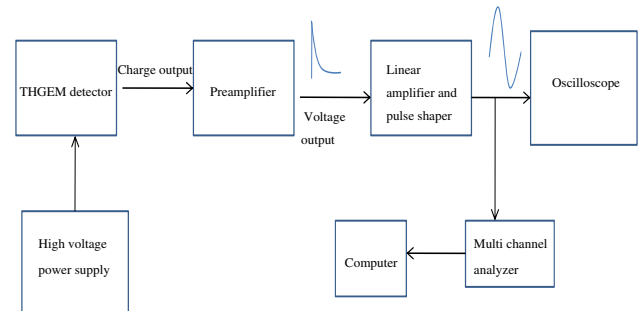 THGEM detector
Charge output
Preamplifier
Voltage
output
Linear
amplifier and
pulse shaper
Oscilloscope
High voltage
power supply
Computer
Multi channel
analyzer